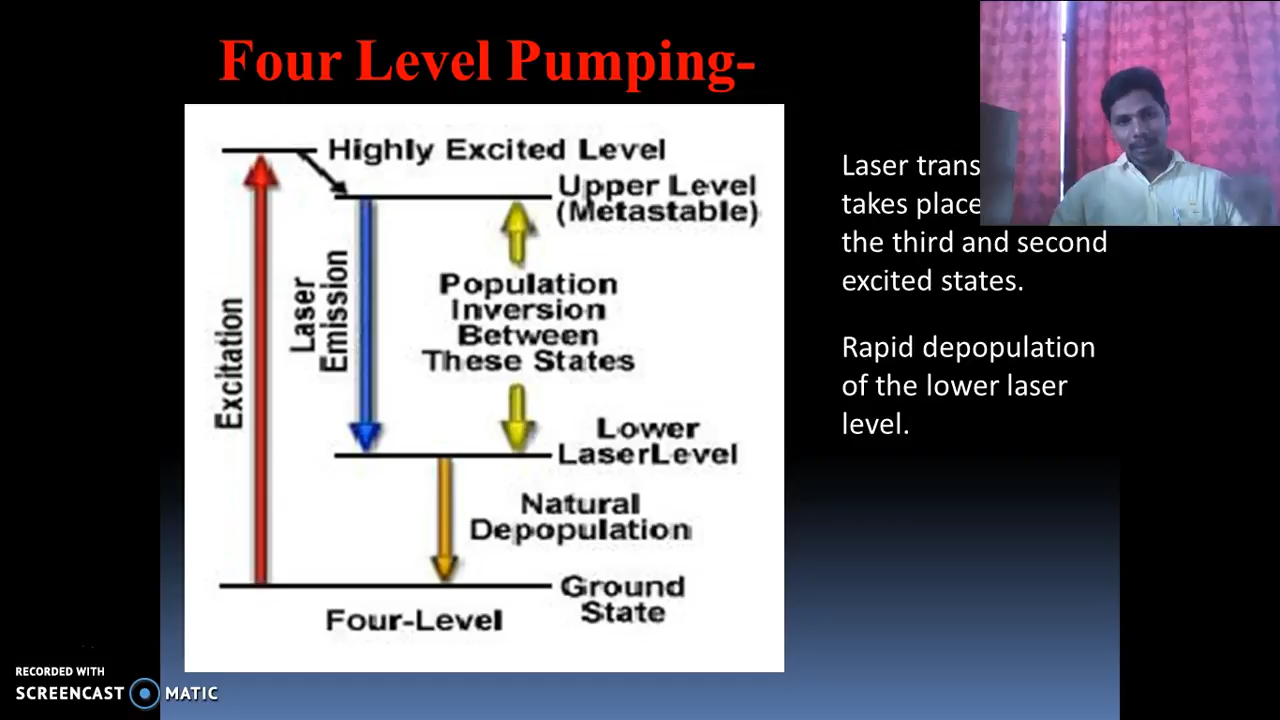 Four Level Pumping-
Highly Excited Level
Upper Level
(Metastable)
Excitation
Laser
Emission
Population
Inversion
Between
These States
Lower
LaserLevel
Natural
Depopulation
Ground
State
Four-Level
Laser trans
takes place
the third and second
excited states.
Rapid depopulation
of the lower laser
level.
RECORDED WITH
SCREENCAST MATIC